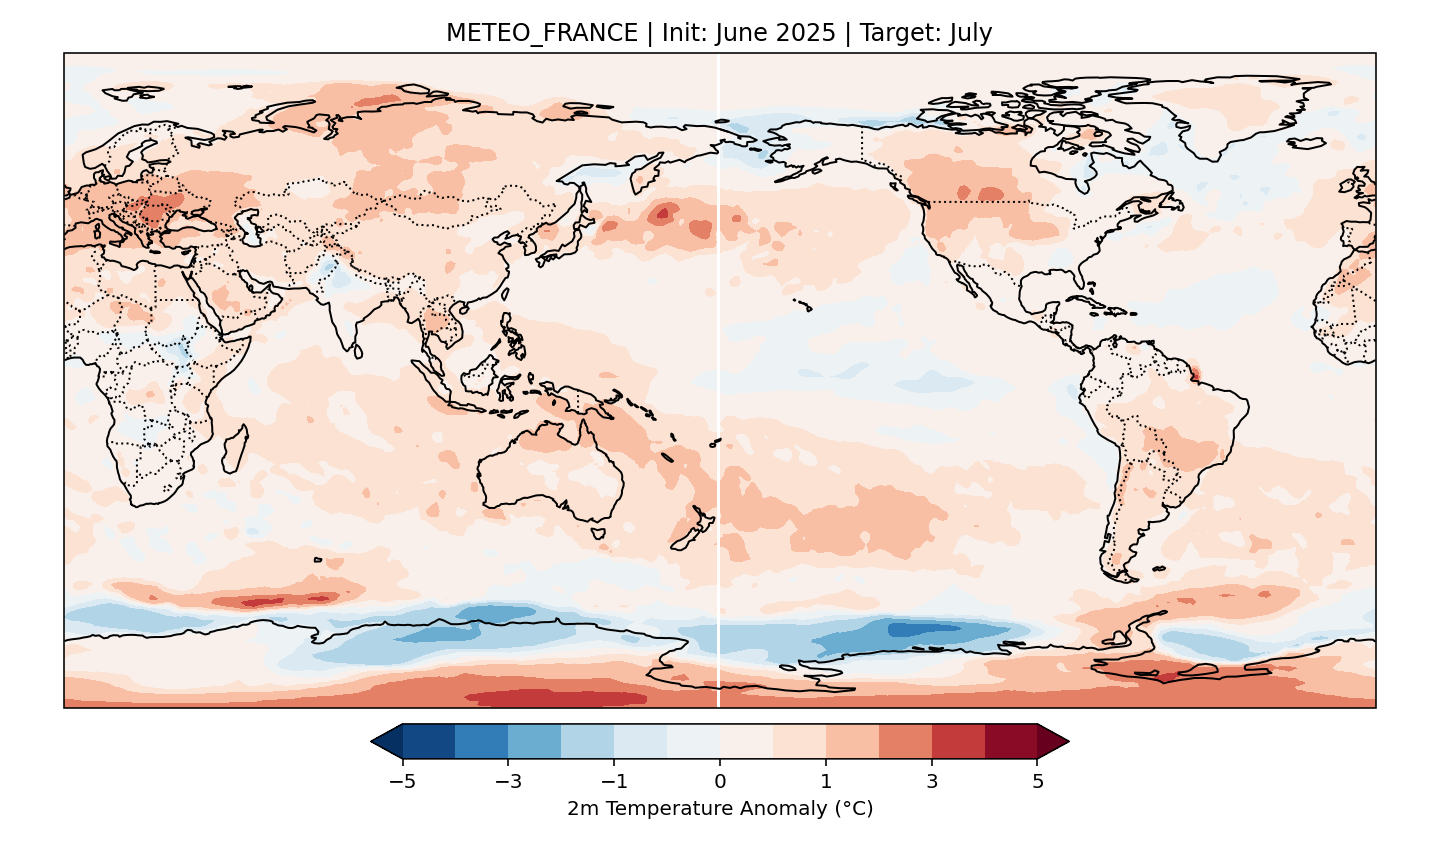 METEO_FRANCE | Init: June 2025 | Target: July
−5 −3 −1 0 1 3 5
2m Temperature Anomaly (°C)